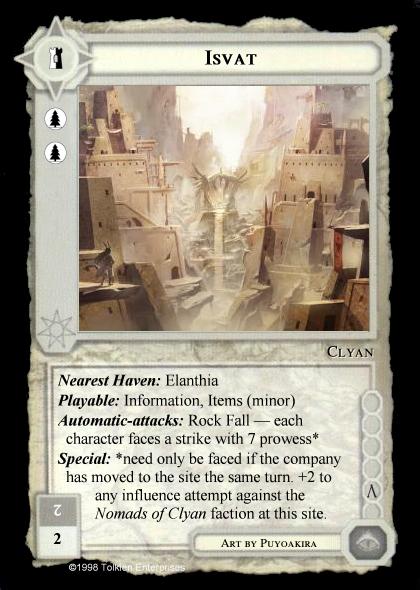 Isvat
Clyan
Nearest Haven: Elanthia
Playable: Information, Items (minor)
Automatic-attacks: Rock Fall — each
character faces a strike with 7 prowess*
Special: *need only be faced if the company
has moved to the site the same turn. +2 to
any influence attempt against the
Nomads of Clyan faction at this site.
2
2
Art by Puyoakira
©1998 Tolkien Enterprises